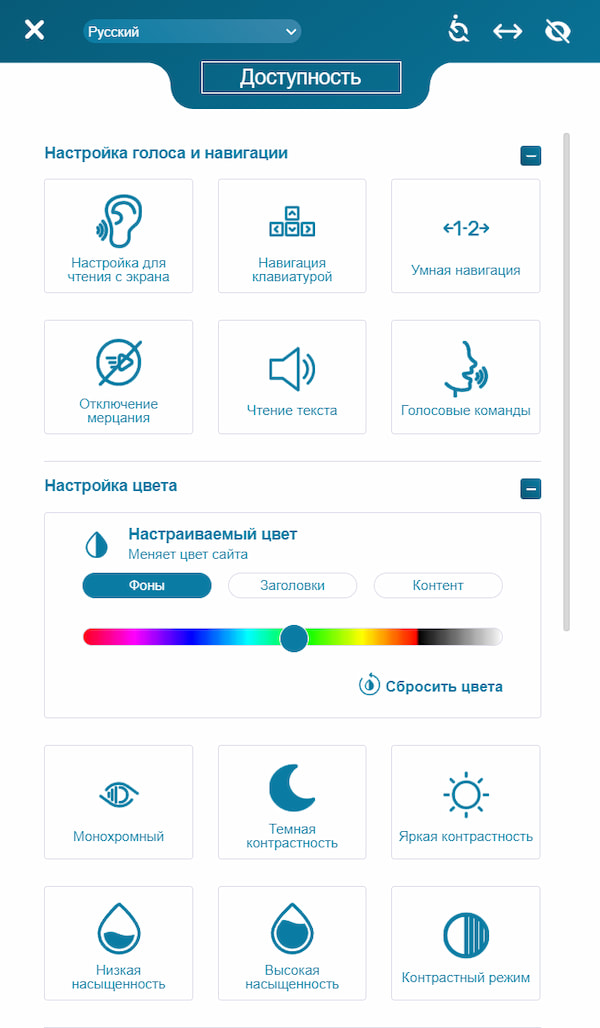 Русский
Доступность
Настройка голоса и навигации
Настройка для
чтения с экрана
Навигация
клавиатурой
←1-2→
Умная навигация
Отключение
мерцания
Чтение текста
Голосовые команды
Настройка цвета
Настраиваемый цвет
Меняет цвет сайта
Фоны
Заголовки
Контент
Сбросить цвета
Монохромный
Темная
контрастность
Яркая контрастность
Низкая
насыщенность
Высокая
насыщенность
Контрастный режим